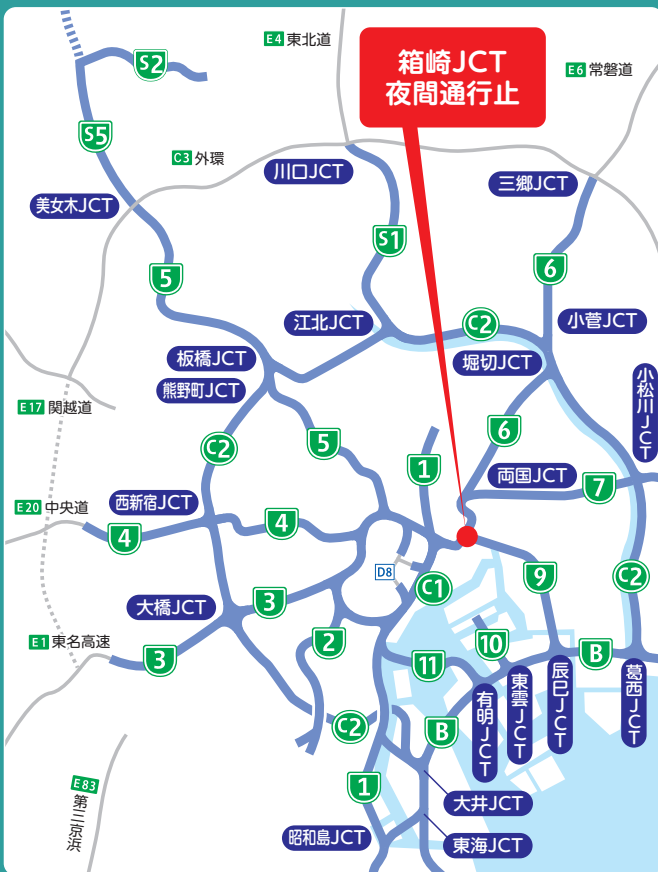 E4 東北道
箱崎JCT
夜間通行止
E6 常磐道
S2
S5
C3 外環
川口JCT
三郷JCT
美女木JCT
S1
5
6
江北JCT
C2
小菅JCT
板橋JCT
堀切JCT
熊野町JCT
小松川JCT
E17 関越道
C2
5
6
1
両国JCT
7
E20 中央道
西新宿JCT
4
4
D8
C1
9
C2
大橋JCT
3
E1 東名高速
3
2
11
10
B
有明JCT
東雲JCT
辰巳JCT
葛西JCT
C2
B
E83
第三京浜
1
大井JCT
昭和島JCT
東海JCT